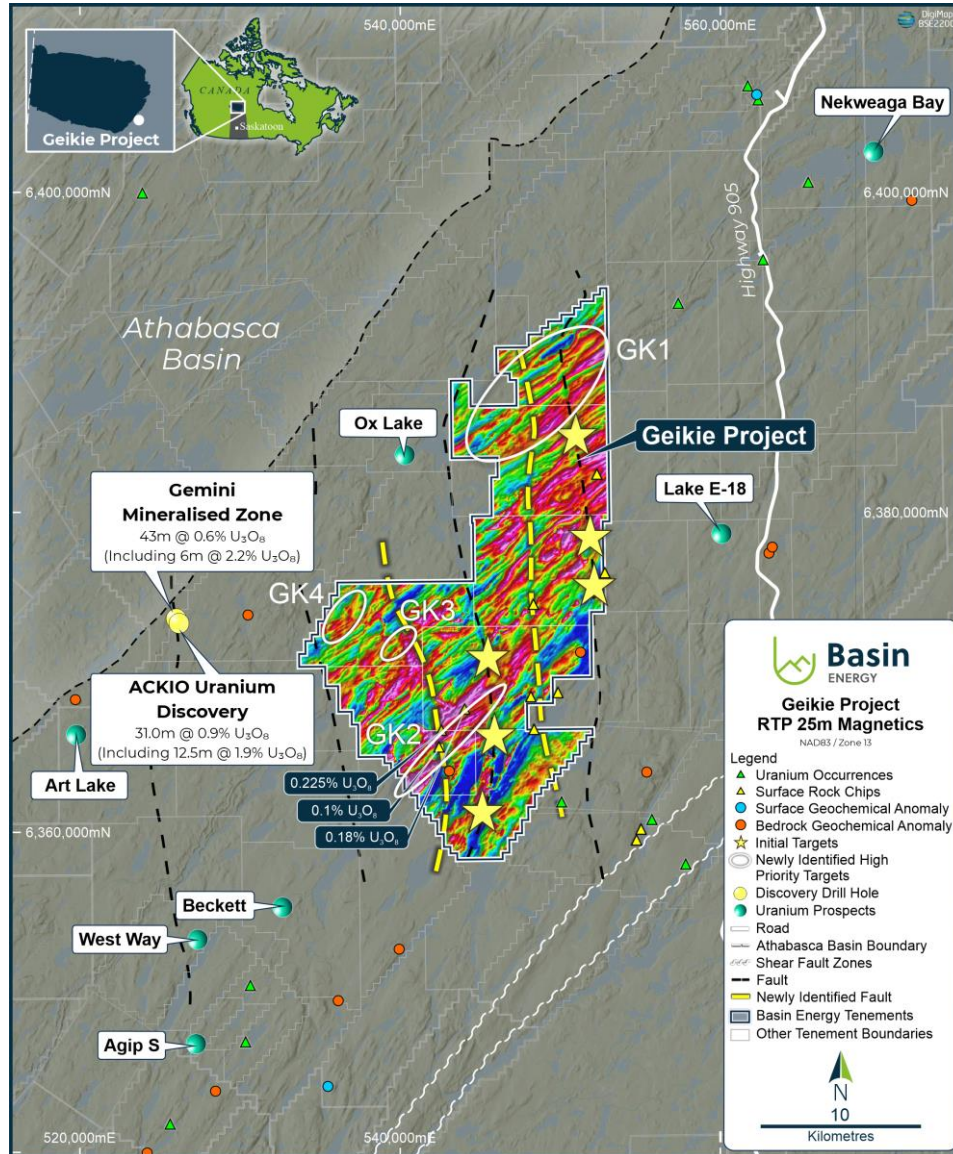 540,000mE
560,000mE
DigiMap
BSE2200
CANADA
Saskatoon
Geikie Project
Nekweaga Bay
6,400,000mN
6,400,000mN
Highway 905
Athabasca
Basin
GK1
Ox Lake
Geikie Project
Lake E-18
Gemini
Mineralised Zone
43m @ 0.6% U₃O₈
(Including 6m @ 2.2% U₃O₈)
6,380,000mN
GK4
GK3
ACKIO Uranium
Discovery
31.0m @ 0.9% U₃O₈
(Including 12.5m @ 1.9% U₃O₈)
GK2
Art Lake
0.225% U₃O₈
0.1% U₃O₈
0.18% U₃O₈
6,360,000mN
Beckett
West Way
Agip S
520,000mE
540,000mE
Basin
ENERGY
Geikie Project
RTP 25m Magnetics
NAD83 / Zone 13
Legend
Uranium Occurrences
Surface Rock Chips
Surface Geochemical Anomaly
Bedrock Geochemical Anomaly
Initial Targets
Newly Identified High
Priority Targets
Discovery Drill Hole
Uranium Prospects
Road
Athabasca Basin Boundary
Shear Fault Zones
Fault
Newly Identified Fault
Basin Energy Tenements
Other Tenement Boundaries
N
10
Kilometres